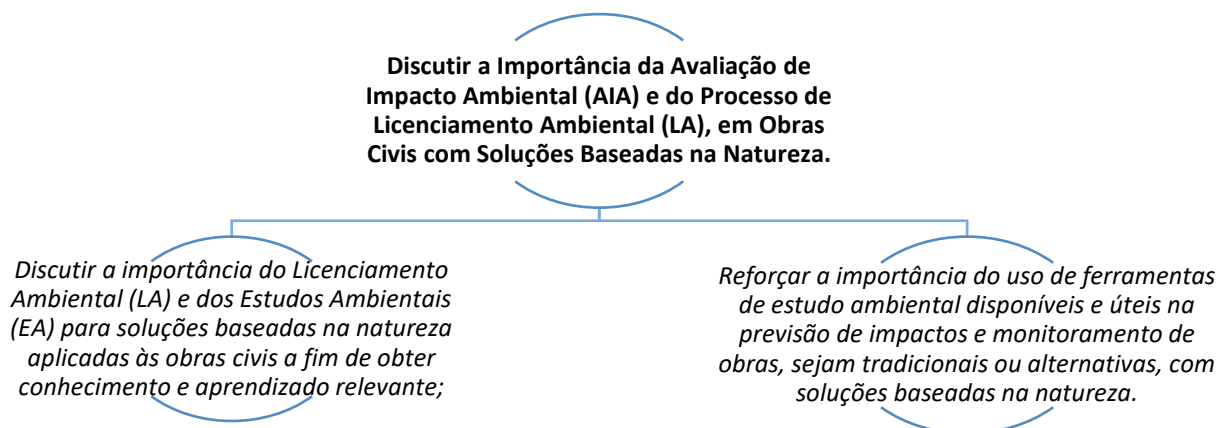 Discutir a Importância da Avaliação de
Impacto Ambiental (AIA) e do Processo de
Licenciamento Ambiental (LA), em Obras
Civis com Soluções Baseadas na Natureza.
Discutir a importância do Licenciamento
Ambiental (LA) e dos Estudos Ambientais
(EA) para soluções baseadas na natureza
aplicadas às obras civis a fim de obter
conhecimento e aprendizado relevante;
Reforçar a importância do uso de ferramentas
de estudo ambiental disponíveis e úteis na
previsão de impactos e monitoramento de
obras, sejam tradicionais ou alternativas, com
soluções baseadas na natureza.